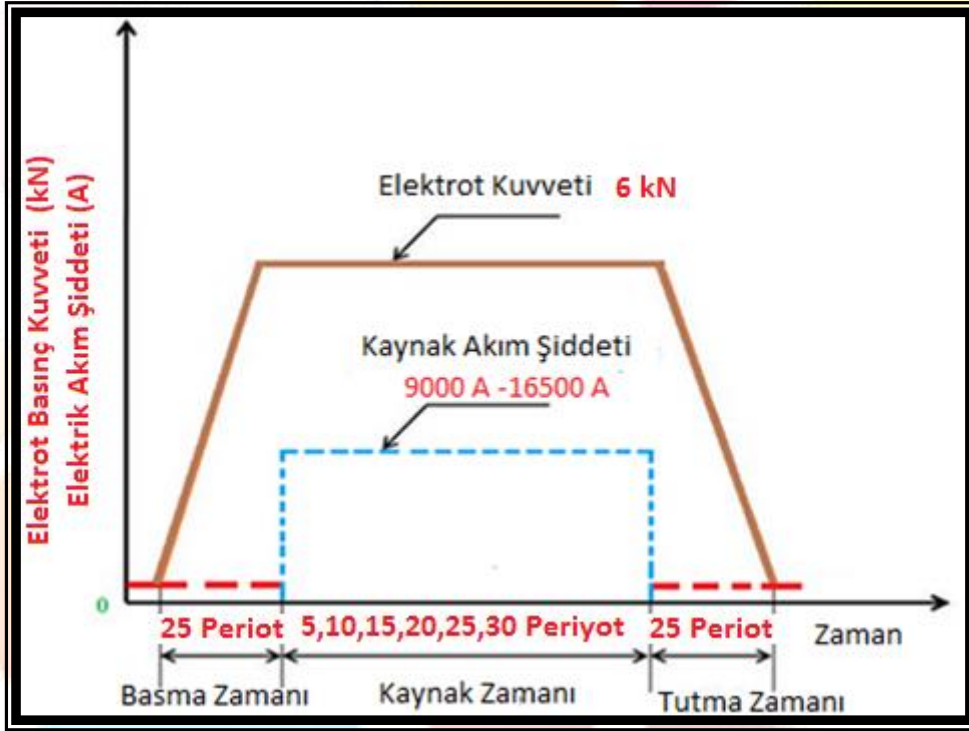 Elektrot Basınç Kuvveti (kN)
Elektrik Akım Şiddeti (A)
Elektrot Kuvveti 6 kN
Kaynak Akım Şiddeti
9000 A -16500 A
0
25 Periot 5,10,15,20,25,30 Periyot 25 Periot
Zaman
Basma Zamanı Kaynak Zamanı Tutma Zamanı